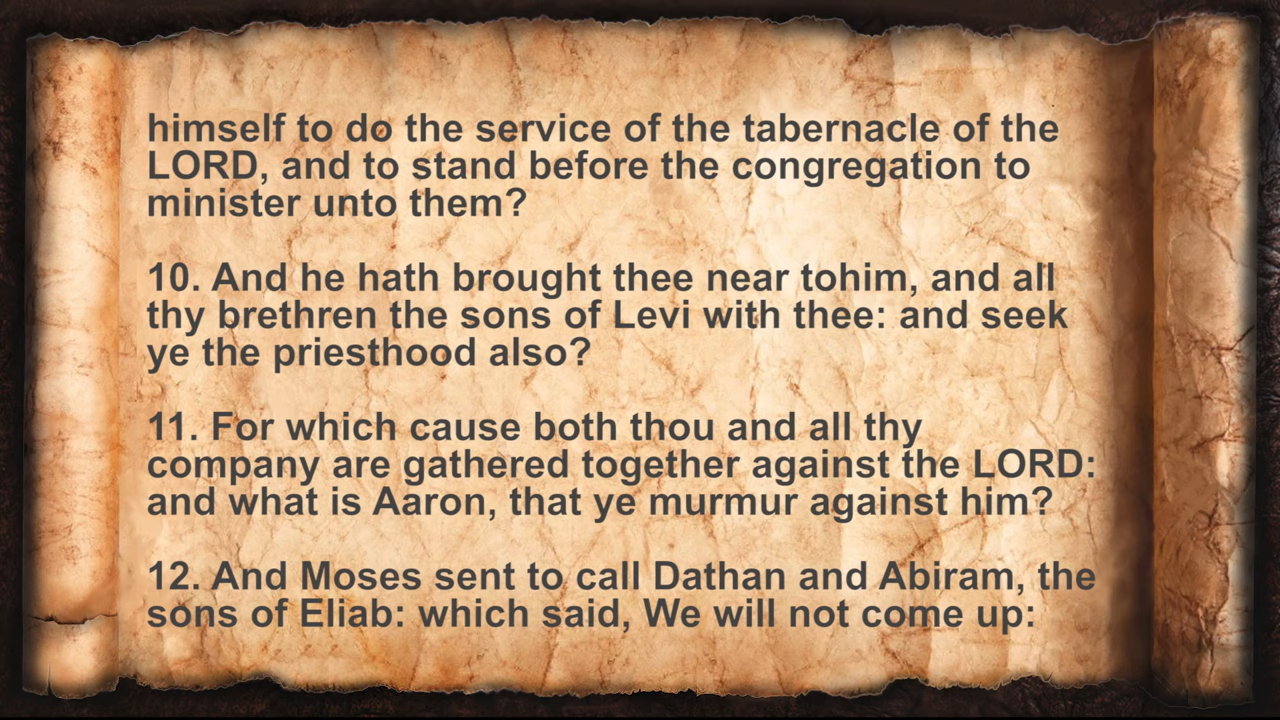 himself to do the service of the tabernacle of the
LORD, and to stand before the congregation to
minister unto them?
10. And he hath brought thee near tohim, and all
thy brethren the sons of Levi with thee: and seek
ye the priesthood also?
11. For which cause both thou and all thy
company are gathered together against the LORD:
and what is Aaron, that ye murmur against him?
12. And Moses sent to call Dathan and Abiram, the
sons of Eliab: which said, We will not come up: